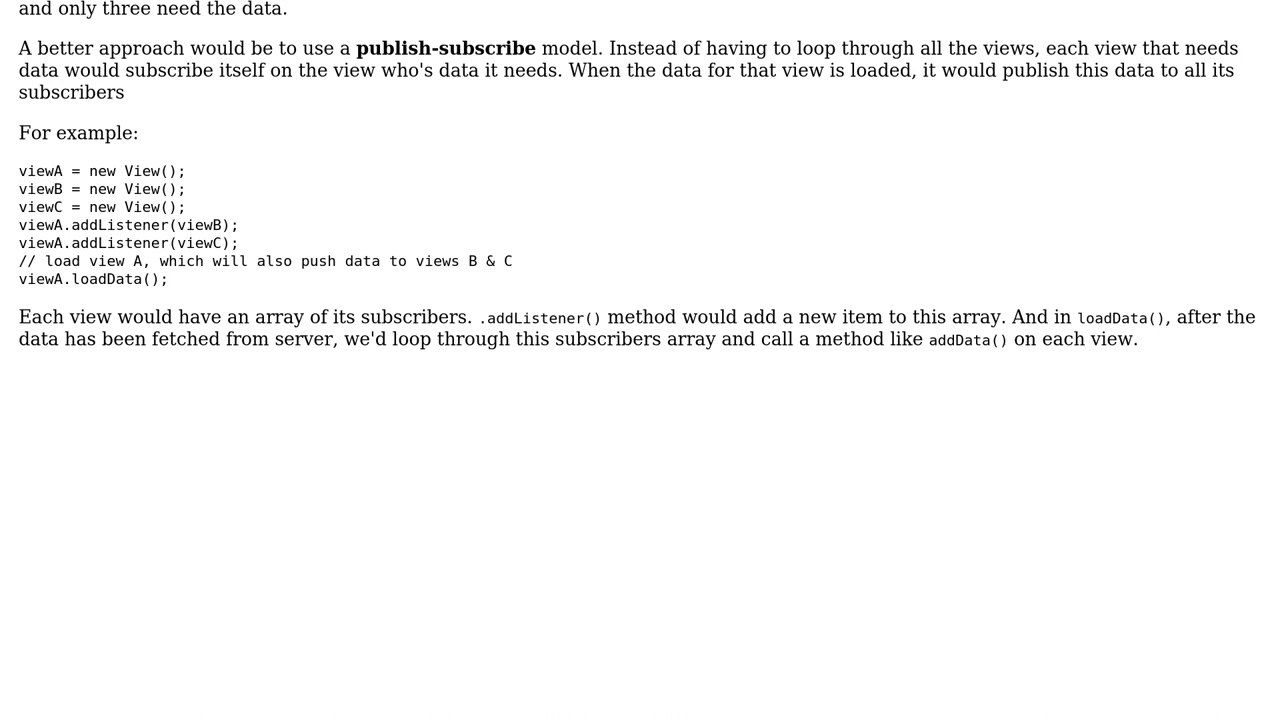 and only three need the data.
A better approach would be to use a publish-subscribe model. Instead of having to loop through all the views, each view that needs
data would subscribe itself on the view who's data it needs. When the data for that view is loaded, it would publish this data to all its
subscribers
For example:
viewA = new View();
viewB = new View();
viewC = new View();
viewA.addListener(viewB);
viewA.addListener(viewC);
// load view A, which will also push data to views B & C
viewA.loadData();
Each view would have an array of its subscribers. .addListener() method would add a new item to this array. And in loadData(), after the
data has been fetched from server, we'd loop through this subscribers array and call a method like addData() on each view.